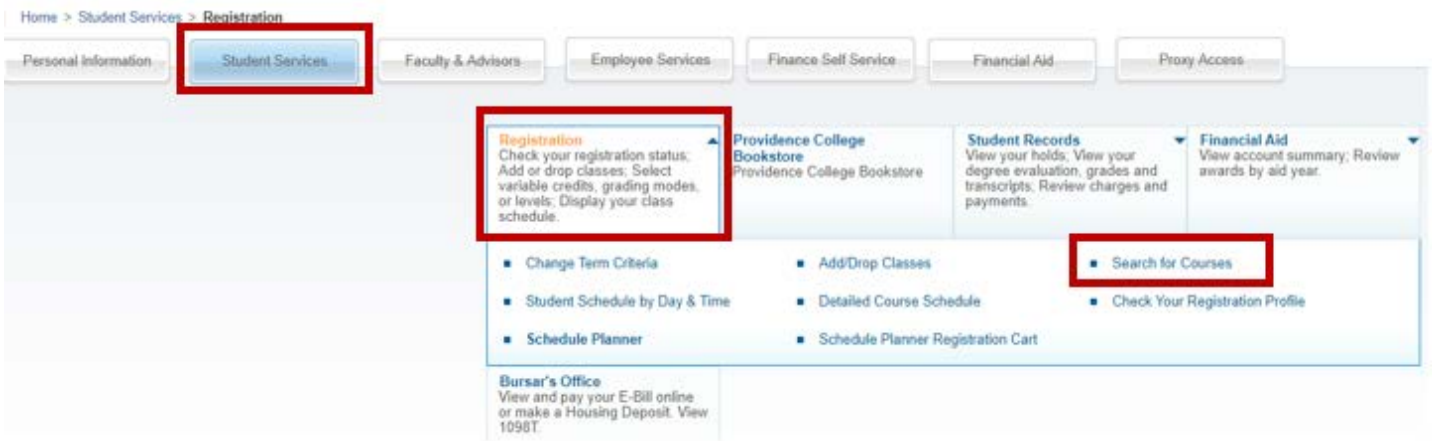 Home > Student Services > Registration
Personal Information Student Services Faculty & Advisors Employee Services Finance Self Service Financial Aid Proxy Access
Registration
Check your registration status;
Add or drop classes; Select
variable credits, grading modes,
or levels; Display your class
schedule.
Providence College
Bookstore
Providence College Bookstore
Student Records
View your holds; View your
degree evaluation, grades and
transcripts; Review charges and
payments.
Financial Aid
View account summary; Review
awards by aid year.
Change Term Criteria Add/Drop Classes Search for Courses
Student Schedule by Day & Time Detailed Course Schedule Check Your Registration Profile
Schedule Planner Schedule Planner Registration Cart
Bursar's Office
View and pay your E-Bill online
or make a Housing Deposit. View
1098T.